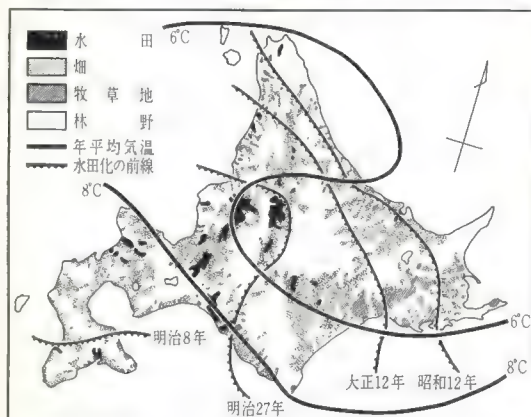 水田
畑
牧草地
林野
年平均気温
水田化の前線
6°C
8°C
明治8年
明治27年
大正12年
昭和12年
6°C
8°C